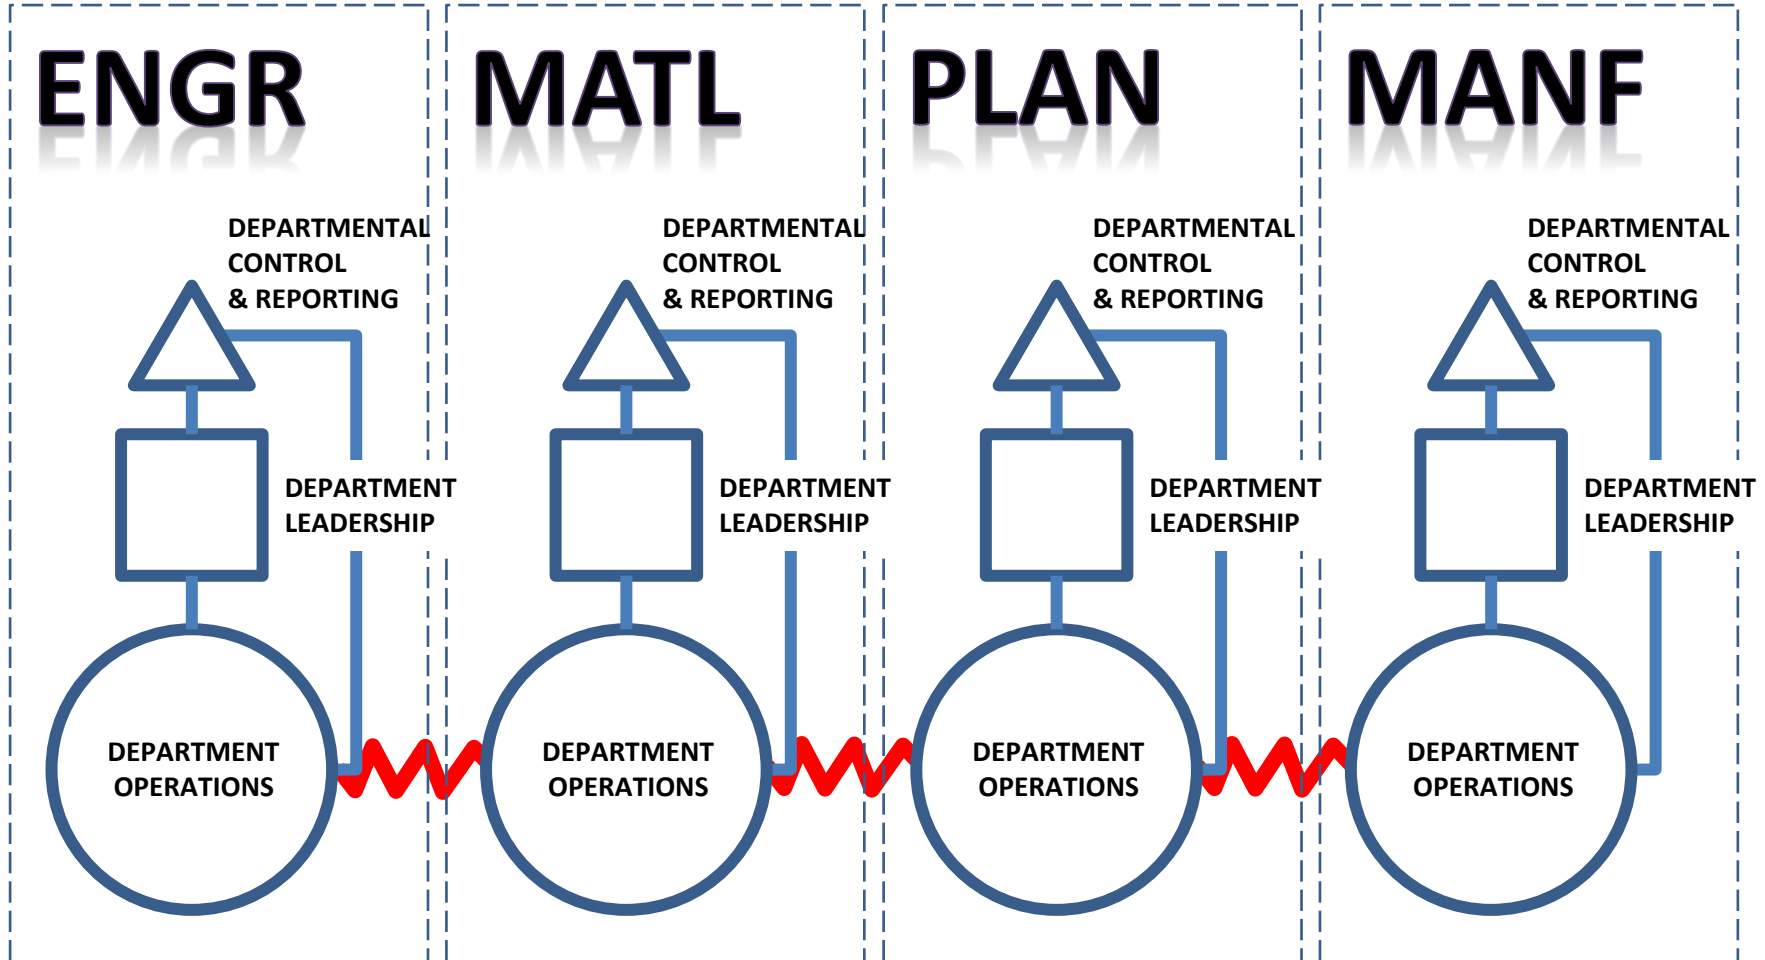 ENGR
MATL
PLAN
MANF
DEPARTMENTAL
CONTROL
& REPORTING
DEPARTMENTAL
CONTROL
& REPORTING
DEPARTMENTAL
CONTROL
& REPORTING
DEPARTMENTAL
CONTROL
& REPORTING
DEPARTMENT
LEADERSHIP
DEPARTMENT
LEADERSHIP
DEPARTMENT
LEADERSHIP
DEPARTMENT
LEADERSHIP
DEPARTMENT
OPERATIONS
DEPARTMENT
OPERATIONS
DEPARTMENT
OPERATIONS
DEPARTMENT
OPERATIONS